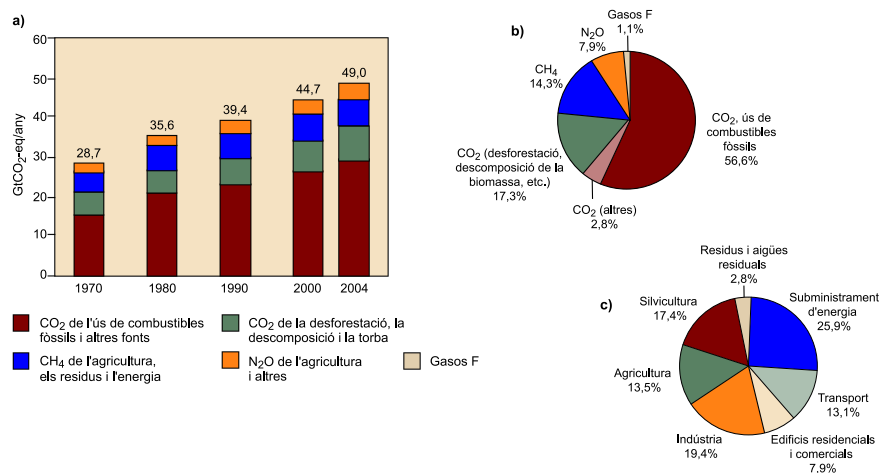 a)
60
50
40
30
20
10
0
GtCO₂-eq/any
28,7
35,6
39,4
44,7
49,0
1970
1980
1990
2000
2004
CO₂ de l'ús de combustibles
fòssils i altres fonts
CO₂ de la desforestació, la
descomposició i la torba
CH₄ de l'agricultura,
els residus i l'energia
N₂O de l'agricultura
i altres
Gasos F
b)
Gasos F
1,1%
N₂O
7,9%
CH₄
14,3%
CO₂, ús de
combustibles
fòssils
56,6%
CO₂ (desforestació,
descomposició de la
biomassa, etc.)
17,3%
CO₂ (altres)
2,8%
c)
Residus i aigües
residuals
2,8%
Silvicultura
17,4%
Subministrament
d'energia
25,9%
Agricultura
13,5%
Transport
13,1%
Indústria
19,4%
Edificis residencials
i comercials
7,9%